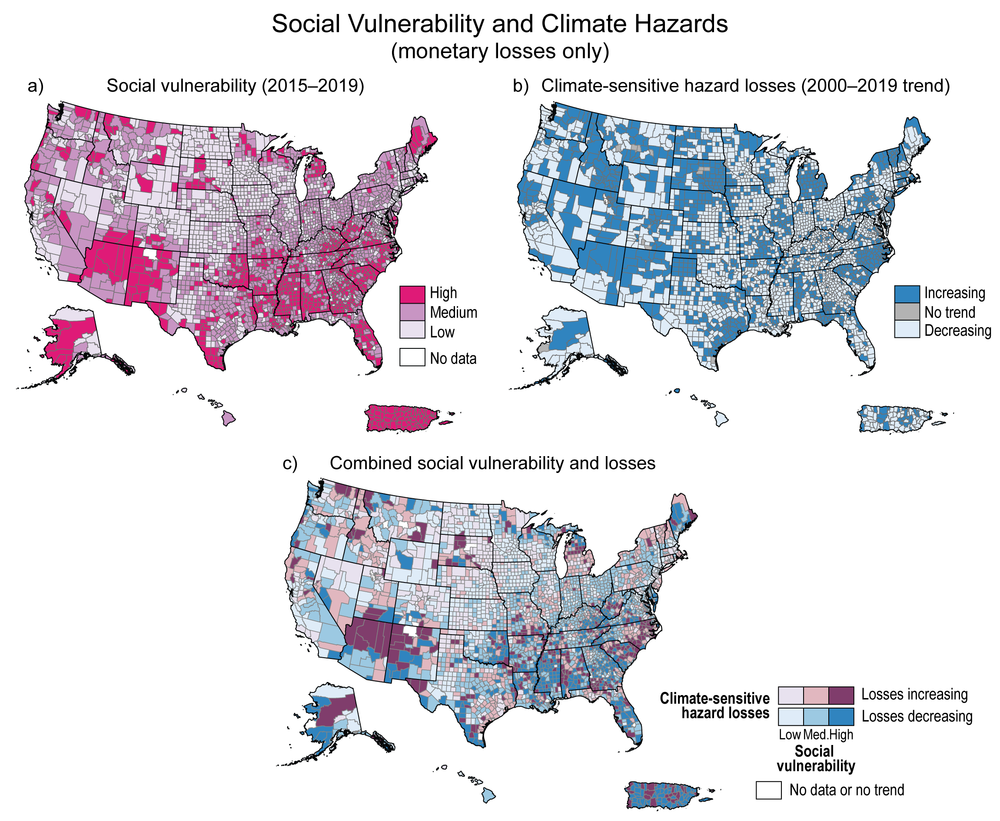 Social Vulnerability and Climate Hazards
(monetary losses only)
a) Social vulnerability (2015–2019)
High
Medium
Low
No data
b) Climate-sensitive hazard losses (2000–2019 trend)
Increasing
No trend
Decreasing
c) Combined social vulnerability and losses
Climate-sensitive
hazard losses
Losses increasing
Losses decreasing
Low Med. High
Social
vulnerability
No data or no trend